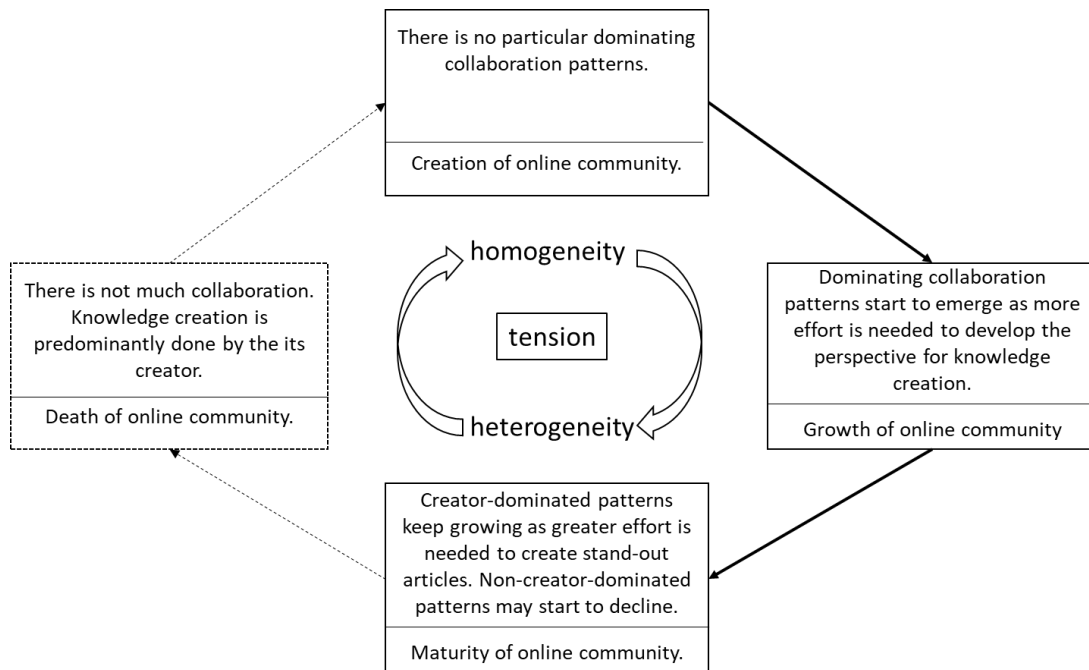 There is no particular dominating
collaboration patterns.
Creation of online community.
Dominating collaboration
patterns start to emerge as more
effort is needed to develop the
perspective for knowledge
creation.
Growth of online community
Creator-dominated patterns
keep growing as greater effort is
needed to create stand-out
articles. Non-creator-dominated
patterns may start to decline.
Maturity of online community.
There is not much collaboration.
Knowledge creation is
predominantly done by the its
creator.
Death of online community.
homogeneity
tension
heterogeneity